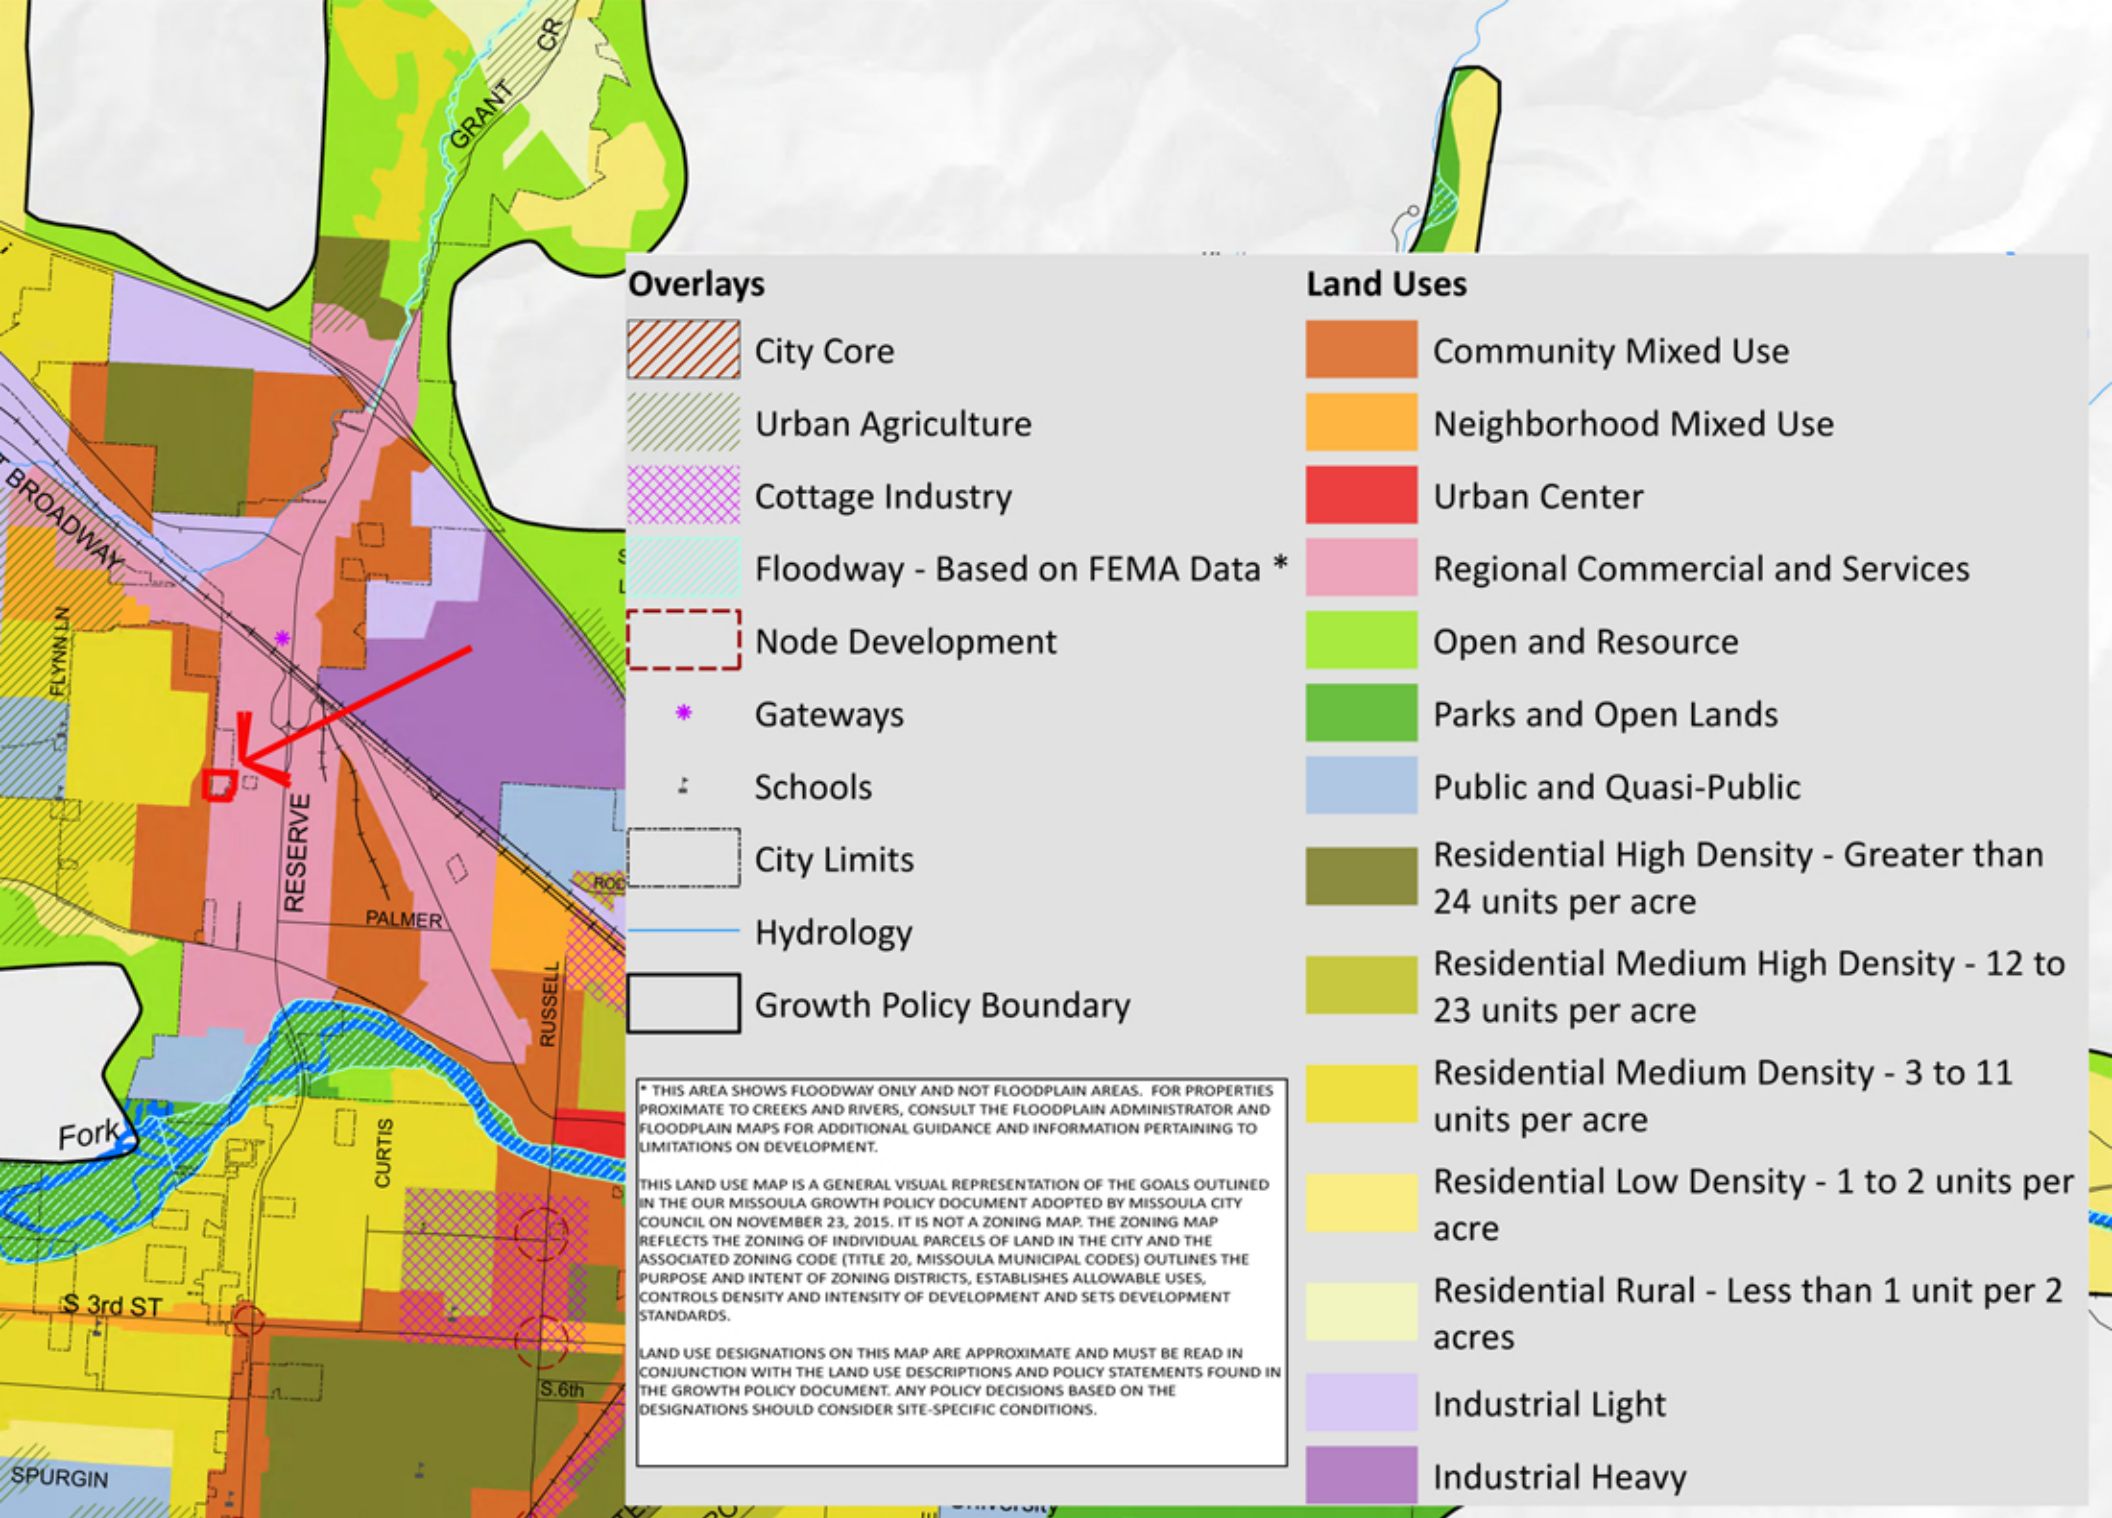 CR
GRANT
T BROADWAY
FLYNN LN
RESERVE
PALMER
ROD
RUSSELL
Fork
CURTIS
S 3rd ST
S.6th
SPURGIN
Overlays
City Core
Urban Agriculture
Cottage Industry
Floodway - Based on FEMA Data *
Node Development
Gateways
Schools
City Limits
Hydrology
Growth Policy Boundary
* THIS AREA SHOWS FLOODWAY ONLY AND NOT FLOODPLAIN AREAS. FOR PROPERTIES
PROXIMATE TO CREEKS AND RIVERS, CONSULT THE FLOODPLAIN ADMINISTRATOR AND
FLOODPLAIN MAPS FOR ADDITIONAL GUIDANCE AND INFORMATION PERTAINING TO
LIMITATIONS ON DEVELOPMENT.
THIS LAND USE MAP IS A GENERAL VISUAL REPRESENTATION OF THE GOALS OUTLINED
IN THE OUR MISSOULA GROWTH POLICY DOCUMENT ADOPTED BY MISSOULA CITY
COUNCIL ON NOVEMBER 23, 2015. IT IS NOT A ZONING MAP. THE ZONING MAP
REFLECTS THE ZONING OF INDIVIDUAL PARCELS OF LAND IN THE CITY AND THE
ASSOCIATED ZONING CODE (TITLE 20, MISSOULA MUNICIPAL CODES) OUTLINES THE
PURPOSE AND INTENT OF ZONING DISTRICTS, ESTABLISHES ALLOWABLE USES,
CONTROLS DENSITY AND INTENSITY OF DEVELOPMENT AND SETS DEVELOPMENT
STANDARDS.
LAND USE DESIGNATIONS ON THIS MAP ARE APPROXIMATE AND MUST BE READ IN
CONJUNCTION WITH THE LAND USE DESCRIPTIONS AND POLICY STATEMENTS FOUND IN
THE GROWTH POLICY DOCUMENT. ANY POLICY DECISIONS BASED ON THE
DESIGNATIONS SHOULD CONSIDER SITE-SPECIFIC CONDITIONS.
Land Uses
Community Mixed Use
Neighborhood Mixed Use
Urban Center
Regional Commercial and Services
Open and Resource
Parks and Open Lands
Public and Quasi-Public
Residential High Density - Greater than
24 units per acre
Residential Medium High Density - 12 to
23 units per acre
Residential Medium Density - 3 to 11
units per acre
Residential Low Density - 1 to 2 units per
acre
Residential Rural - Less than 1 unit per 2
acres
Industrial Light
Industrial Heavy
University